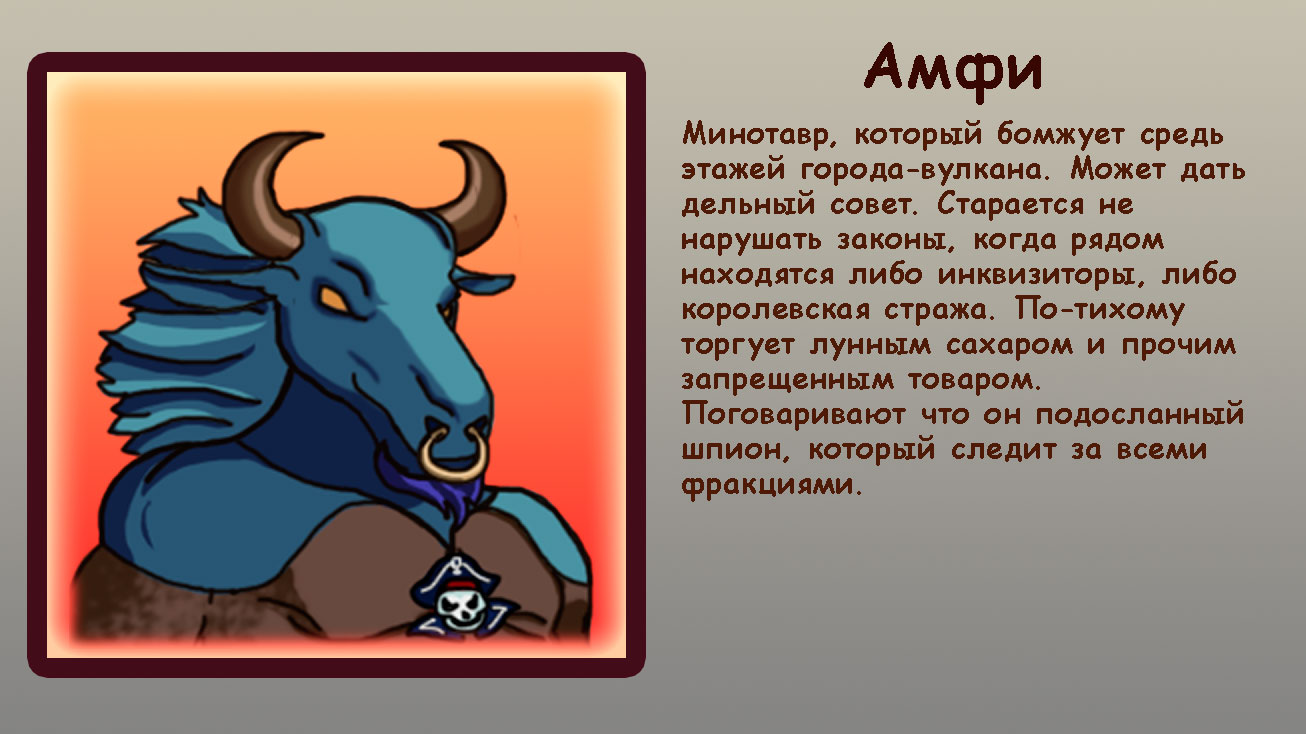 Амфи
Минотавр, который бомжует средь
этажей города-вулкана. Может дать
дельный совет. Старается не
нарушать законы, когда рядом
находятся либо инквизиторы, либо
королевская стража. По-тихому
торгует лунным сахаром и прочим
запрещенным товаром.
Поговаривают что он подосланный
шпион, который следит за всеми
фракциями.